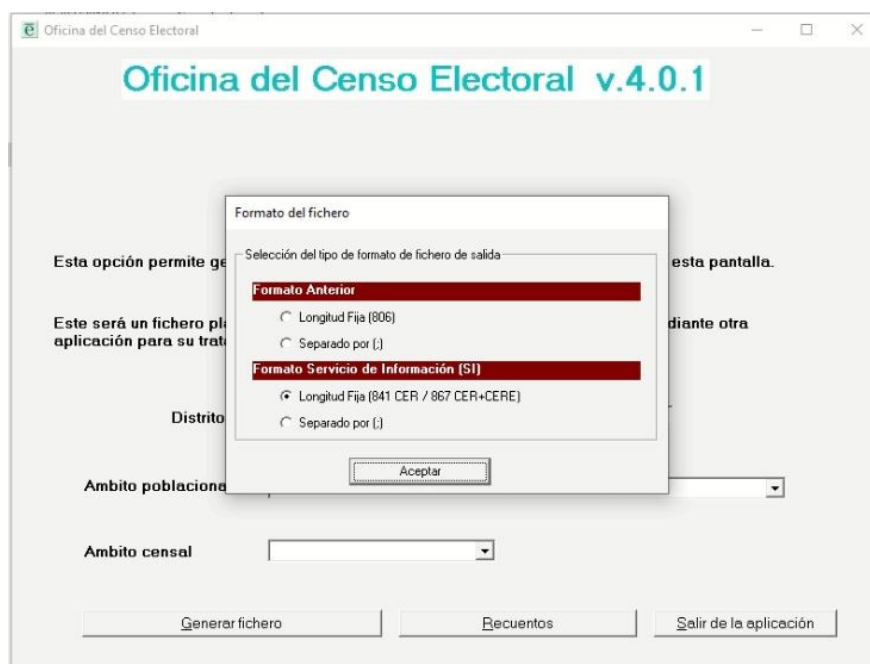 Oficina del Censo Electoral
Oficina del Censo Electoral v.4.0.1
Formato del fichero
Selección del tipo de formato de fichero de salida
Esta opción permite ge
esta pantalla.
Formato Anterior
Longitud Fija (806)
Este será un fichero pla
diante otra
Separado por (;)
aplicación para su trata
Formato Servicio de Información (SI)
Longitud Fija (841 CER / 867 CER+CERE)
Distrito
Separado por (;)
Aceptar
Ambito poblaciona
Ambito censal
Generar fichero
Recuentos
Salir de la aplicación